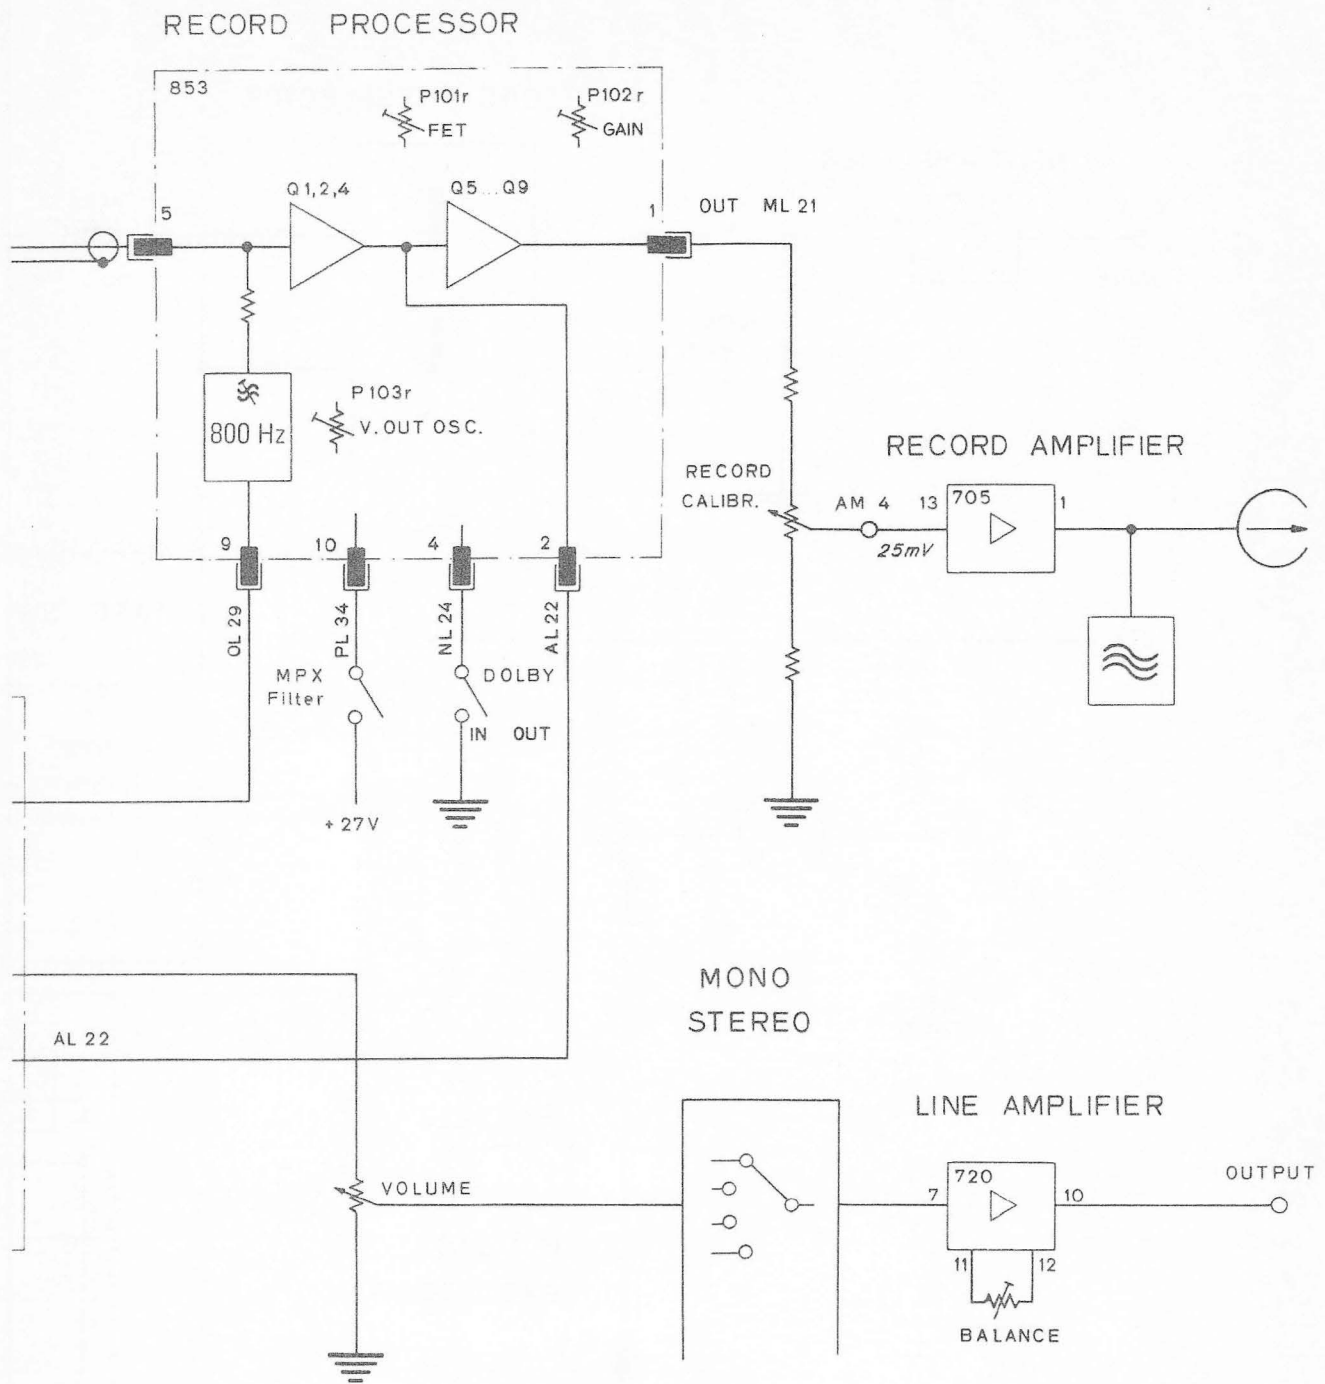 RECORD PROCESSOR
853
P101r
FET
P102r
GAIN
Q1,2,4
Q5...Q9
5
1
OUT ML 21
P103r
V.OUT OSC.
800 Hz
RECORD AMPLIFIER
RECORD
CALIBR.
AM 4
13
705
1
25mV
9
10
4
2
OL 29
PL 34
NL 24
AL 22
MPX
Filter
DOLBY
IN OUT
+27V
MONO
STEREO
AL 22
LINE AMPLIFIER
VOLUME
7
720
10
OUTPUT
11
12
BALANCE